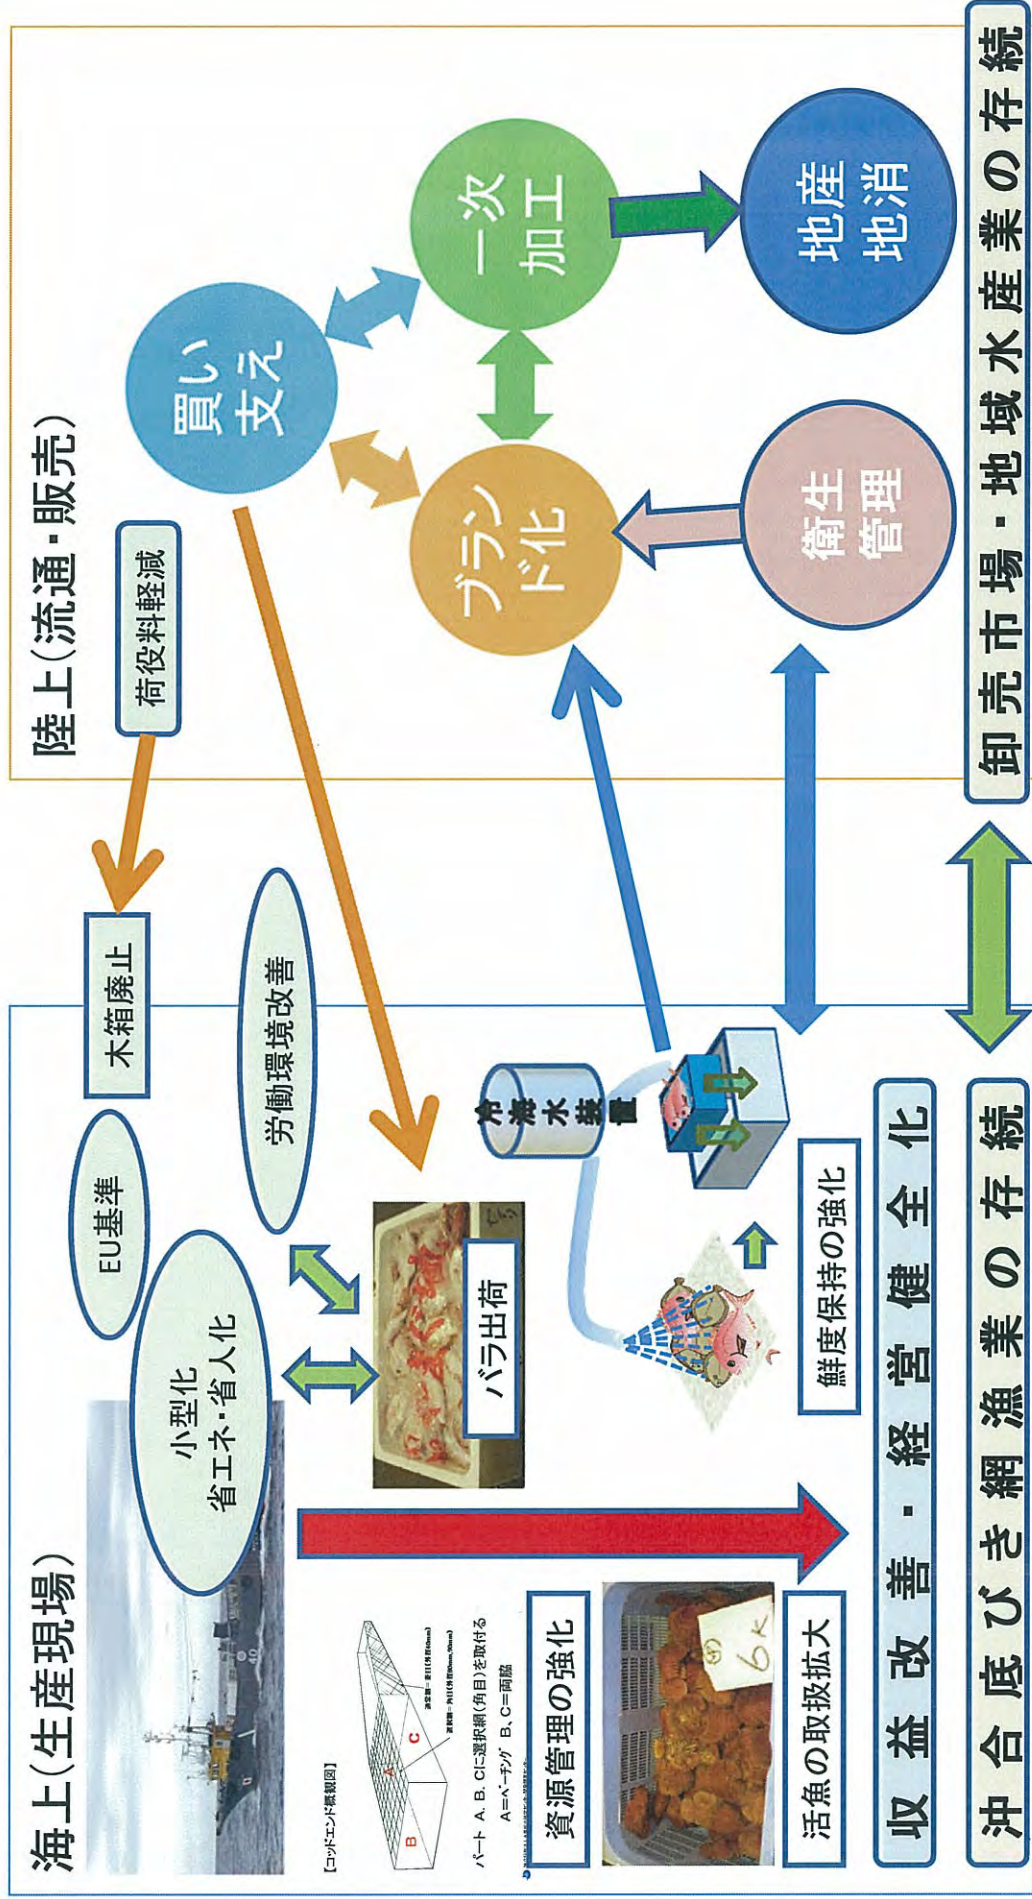 海上(生産現場)
小型化
省エネ・省人化
EU基準
木箱廃止
労働環境改善
【コッドエンド概観図】
A
B
C
パート A, B, Cに選択網(角目)を取付る
A=ベーチング B、C=両脇
資源管理の強化
6K
活魚の取扱拡大
バラ出荷
冷海水装置
鮮度保持の強化
収益改善・経営健全化
沖合底びき網漁業の存続
陸上(流通・販売)
荷役料軽減
買い
支え
ブラン
ド化
一次
加工
衛生
管理
地産
地消
卸売市場・地域水産業の存続